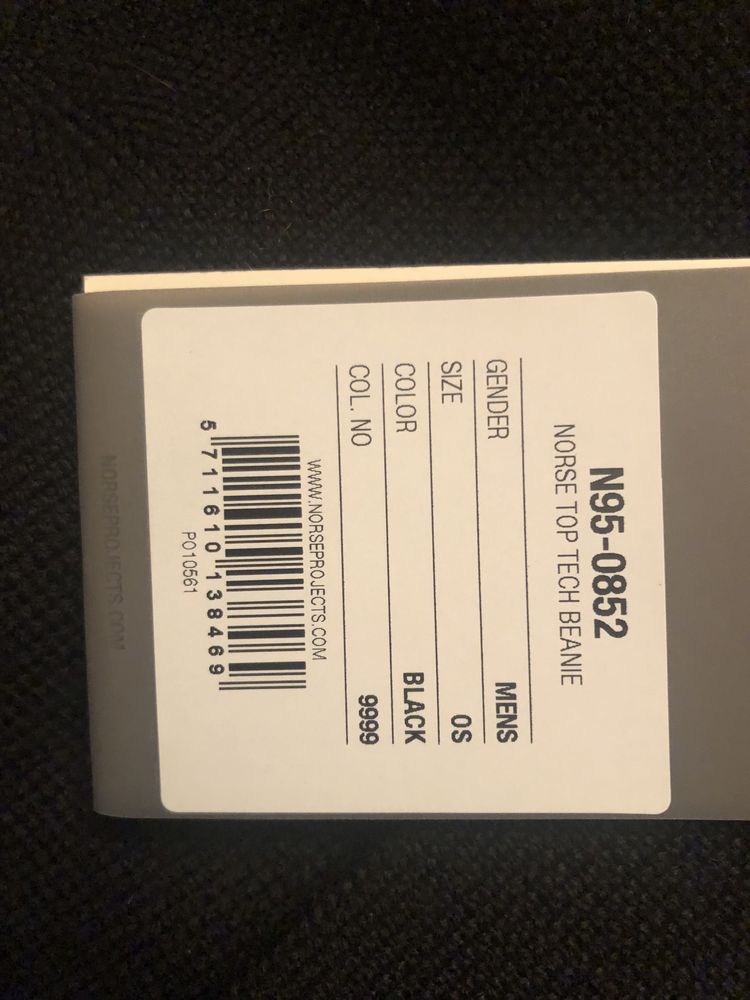 N95-0852
NORSE TOP TECH BEANIE
GENDER MENS
SIZE OS
COLOR BLACK
COL. NO 9999
WWW.NORSEPROJECTS.COM
5 711610 138469
P010561
NORSEPROJECTS.COM